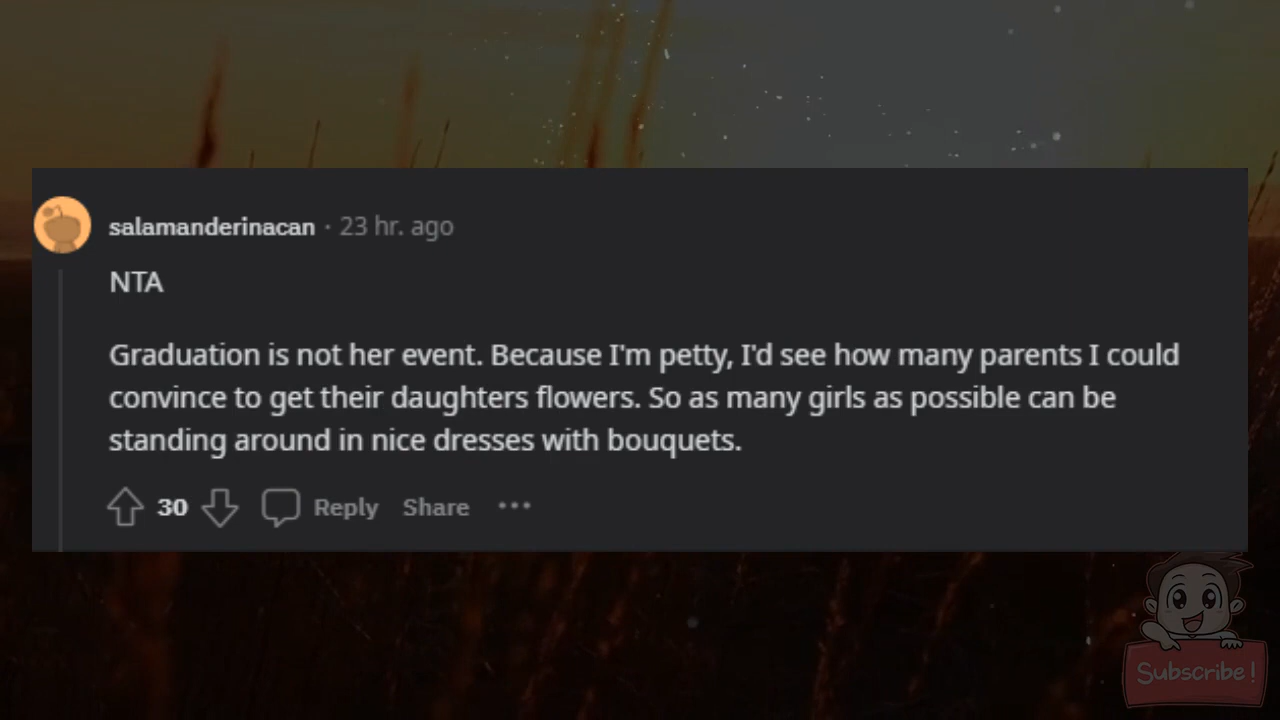 salamanderinacan · 23 hr. ago
NTA
Graduation is not her event. Because I'm petty, I'd see how many parents I could
convince to get their daughters flowers. So as many girls as possible can be
standing around in nice dresses with bouquets.
30 Reply Share ···
Subscribe!